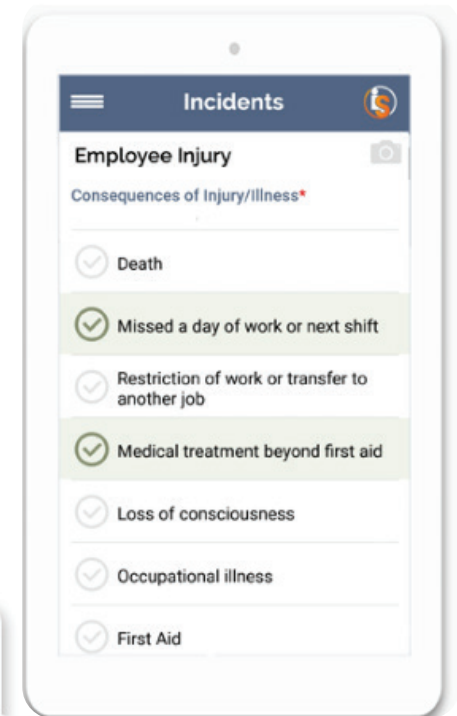 Incidents
is
Employee Injury
Consequences of Injury/Illness*
Death
Missed a day of work or next shift
Restriction of work or transfer to
another job
Medical treatment beyond first aid
Loss of consciousness
Occupational illness
First Aid